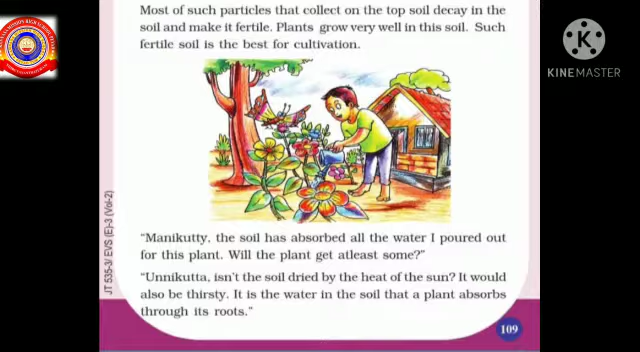 Most of such particles that collect on the top soil decay in the
soil and make it fertile. Plants grow very well in this soil. Such
fertile soil is the best for cultivation.
KINEMASTER
"Manikutty, the soil has absorbed all the water I poured out
for this plant. Will the plant get atleast some?"
"Unnikutta, isn't the soil dried by the heat of the sun? It would
also be thirsty. It is the water in the soil that a plant absorbs
through its roots."
JT 535-3/ EVS (E)-3 (Vol-2)
109